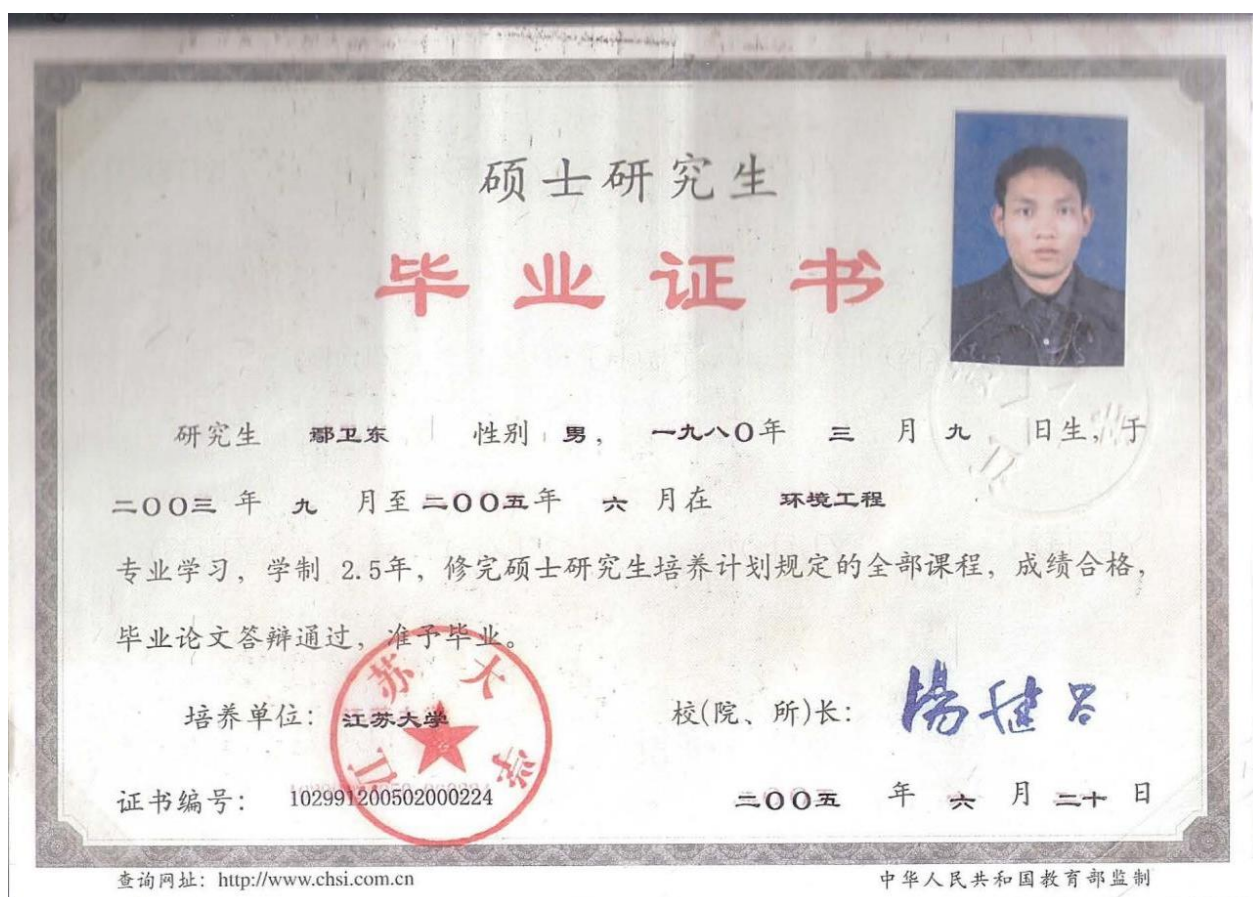 硕士研究生
毕业证书
研究生 鄢卫东 性别 男， 一九八〇年 三 月 九 日生，于
二〇〇三 年 九 月至 二〇〇五年 六 月在 环境工程
专业学习，学制 2.5年，修完硕士研究生培养计划规定的全部课程，成绩合格，
毕业论文答辩通过，准予毕业。
江苏大学
培养单位：江苏大学 校(院、所)长：
证书编号：102991200502000224 二〇〇五 年 六 月 二十 日
查询网址：http://www.chsi.com.cn 中华人民共和国教育部监制